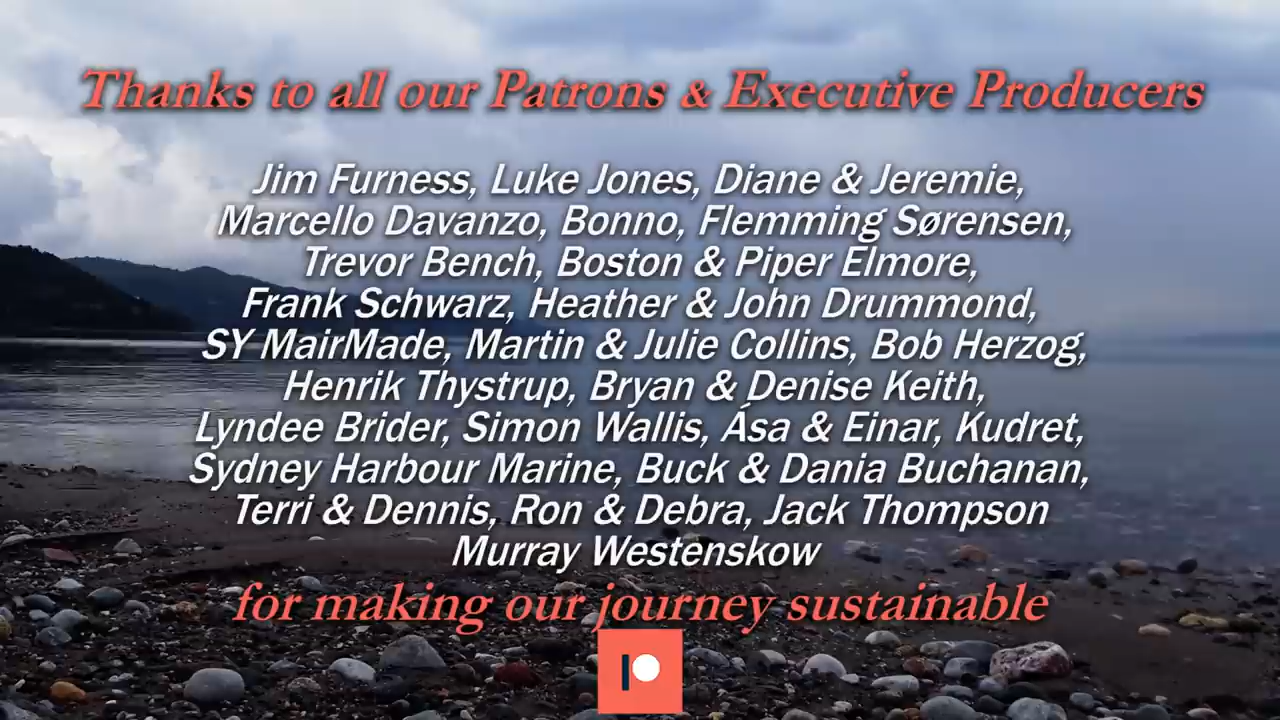 Thanks to all our Patrons & Executive Producers
Jim Furness, Luke Jones, Diane & Jeremie,
Marcello Davanzo, Bonno, Flemming Sørensen,
Trevor Bench, Boston & Piper Elmore,
Frank Schwarz, Heather & John Drummond,
SY MairMade, Martin & Julie Collins, Bob Herzog,
Henrik Thystrup, Bryan & Denise Keith,
Lyndee Brider, Simon Wallis, Ása & Einar, Kudret,
Sydney Harbour Marine, Buck & Dania Buchanan,
Terri & Dennis, Ron & Debra, Jack Thompson
Murray Westenskow
for making our journey sustainable